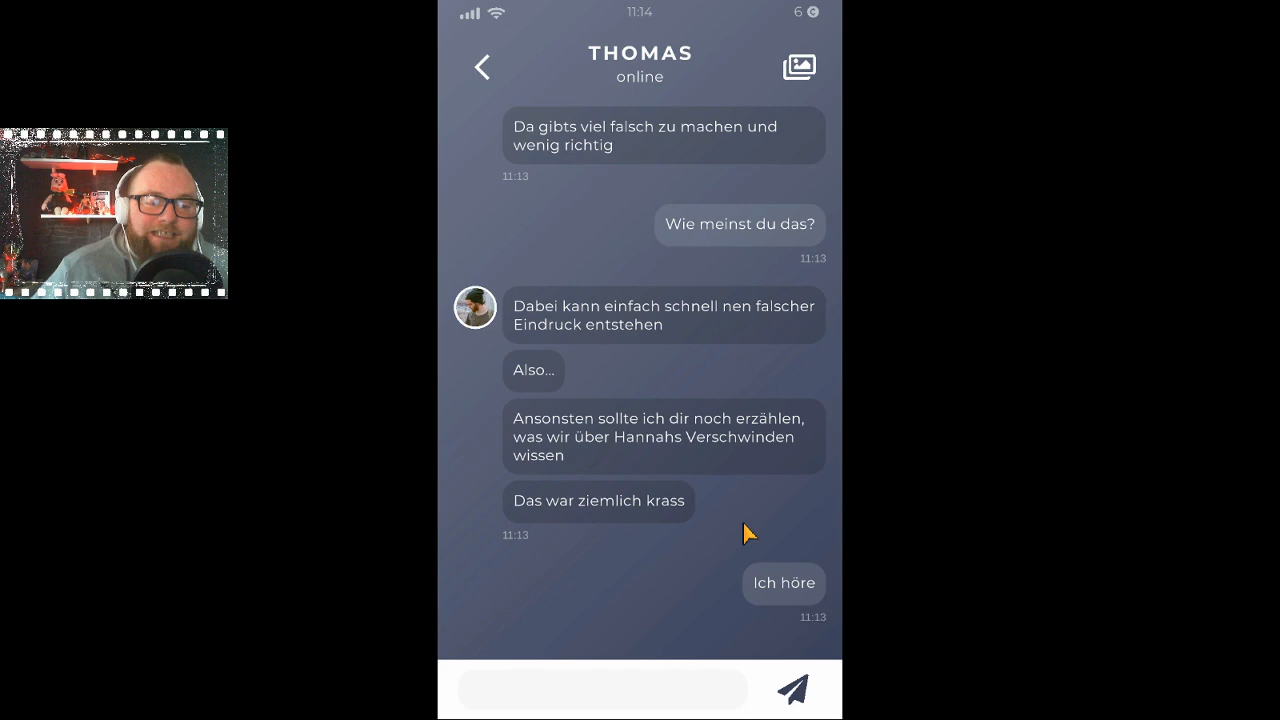 11:14
6
THOMAS
online
Da gibts viel falsch zu machen und
wenig richtig
11:13
Wie meinst du das?
11:13
Dabei kann einfach schnell nen falscher
Eindruck entstehen
Also...
Ansonsten sollte ich dir noch erzählen,
was wir über Hannahs Verschwinden
wissen
Das war ziemlich krass
11:13
Ich höre
11:13